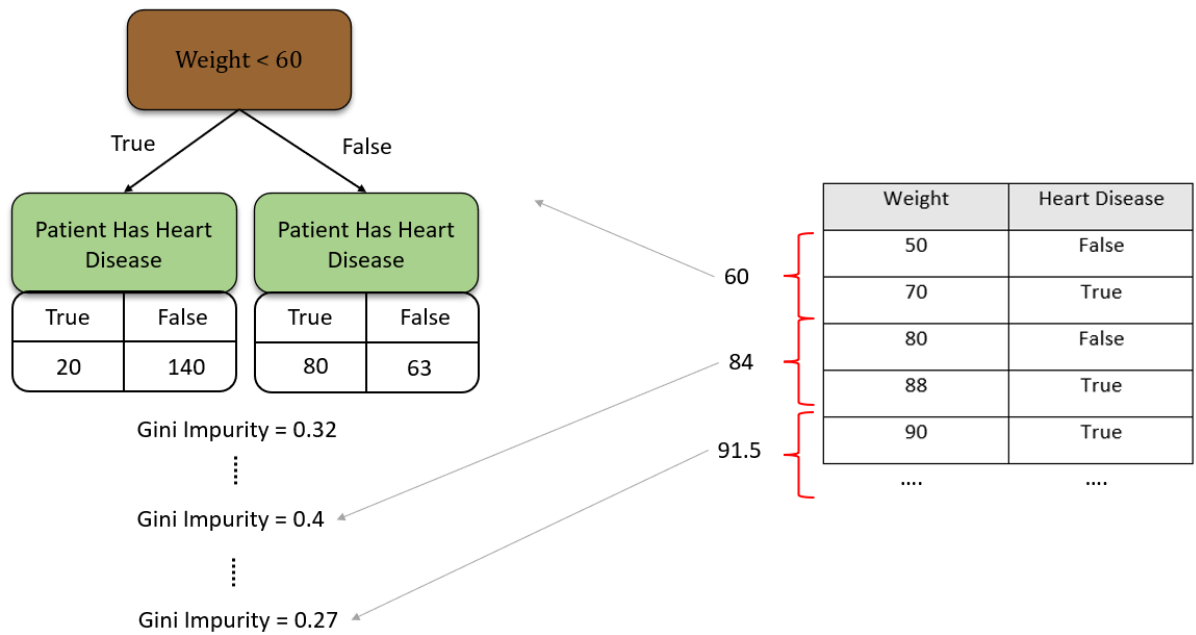 Weight < 60
True
False
Patient Has Heart
Disease
True False
20 140
Patient Has Heart
Disease
True False
80 63
Gini Impurity = 0.32
Gini Impurity = 0.4
Gini Impurity = 0.27
60
84
91.5
Weight Heart Disease
50 False
70 True
80 False
88 True
90 True
.... ....